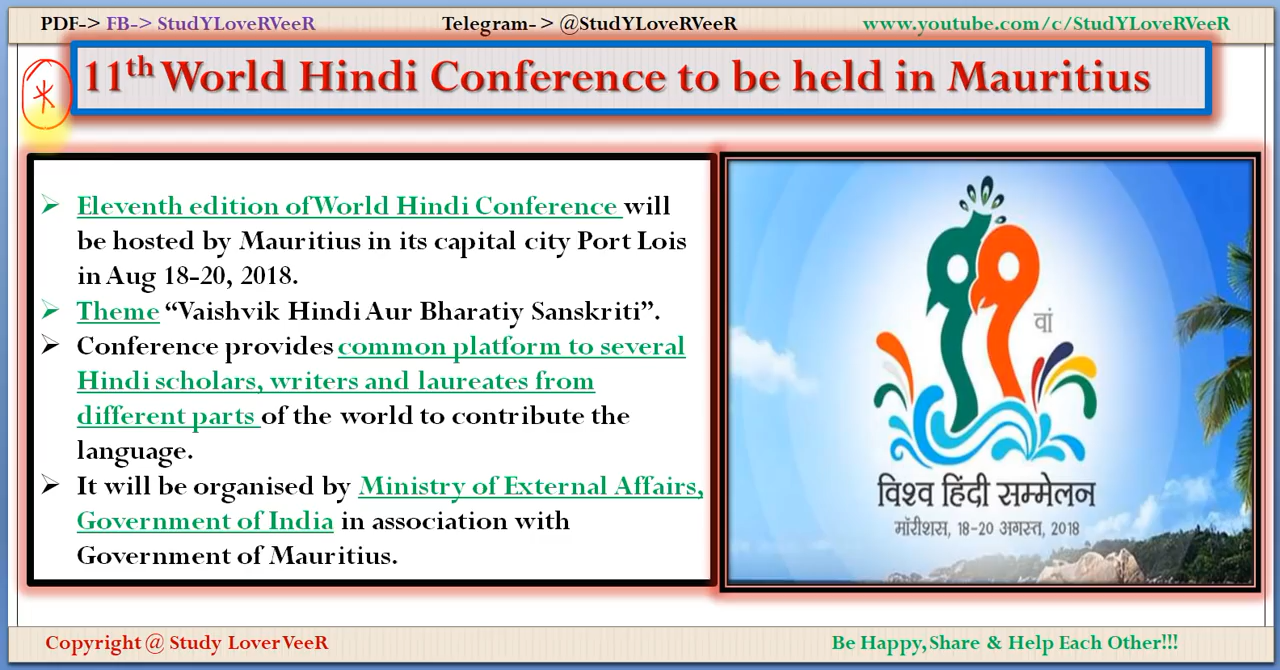 PDF-> FB-> StudYLoveRVeeR Telegram- > @StudYLoveRVeeR www.youtube.com/c/StudYLoveRVeeR
11th World Hindi Conference to be held in Mauritius
Eleventh edition of World Hindi Conference will
be hosted by Mauritius in its capital city Port Lois
in Aug 18-20, 2018.
Theme “Vaishvik Hindi Aur Bharatiy Sanskriti”.
Conference provides common platform to several
Hindi scholars, writers and laureates from
different parts of the world to contribute the
language.
It will be organised by Ministry of External Affairs,
Government of India in association with
Government of Mauritius.
११वां
विश्व हिंदी सम्मेलन
मॉरीशस, 18-20 अगस्त, 2018
Copyright @ Study LoverVeeR
Be Happy, Share & Help Each Other!!!